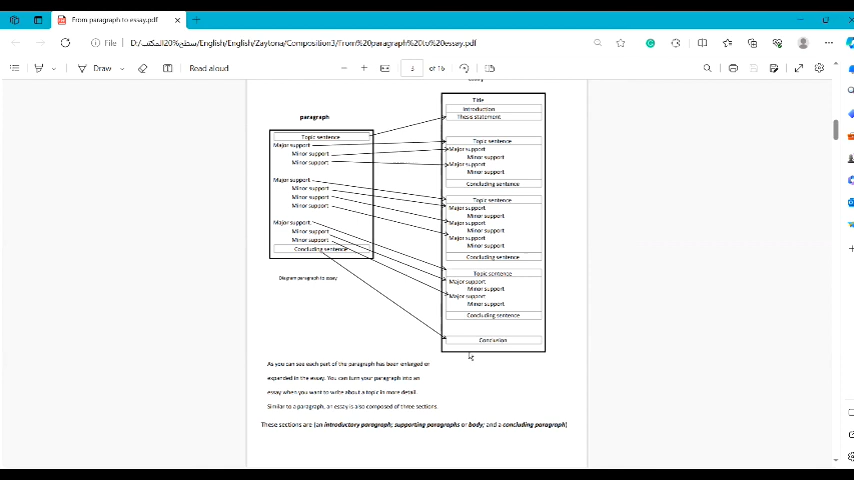 From paragraph to essay.pdf
File
D:/سطح%20المكتب/English/English/Zaytona/Composition3/From%20paragraph%20to%20essay.pdf
Draw
Read aloud
3 of 16
paragraph
Topic sentence
Major support
Minor support
Minor support
Major support
Minor support
Minor support
Minor support
Major support
Minor support
Minor support
Concluding sentence
Diagram paragraph to essay
Title
Introduction
Thesis statement
Topic sentence
Major support
Minor support
Major support
Minor support
Concluding sentence
Topic sentence
Major support
Minor support
Major support
Minor support
Major support
Minor support
Concluding sentence
Topic sentence
Major support
Minor support
Major support
Minor support
Concluding sentence
Conclusion
As you can see each part of the paragraph has been enlarged or
expanded in the essay. You can turn your paragraph into an
essay when you want to write about a topic in more detail.
Similar to a paragraph, an essay is also composed of three sections
These sections are (an introductory paragraph; supporting paragraphs or body; and a concluding paragraph)